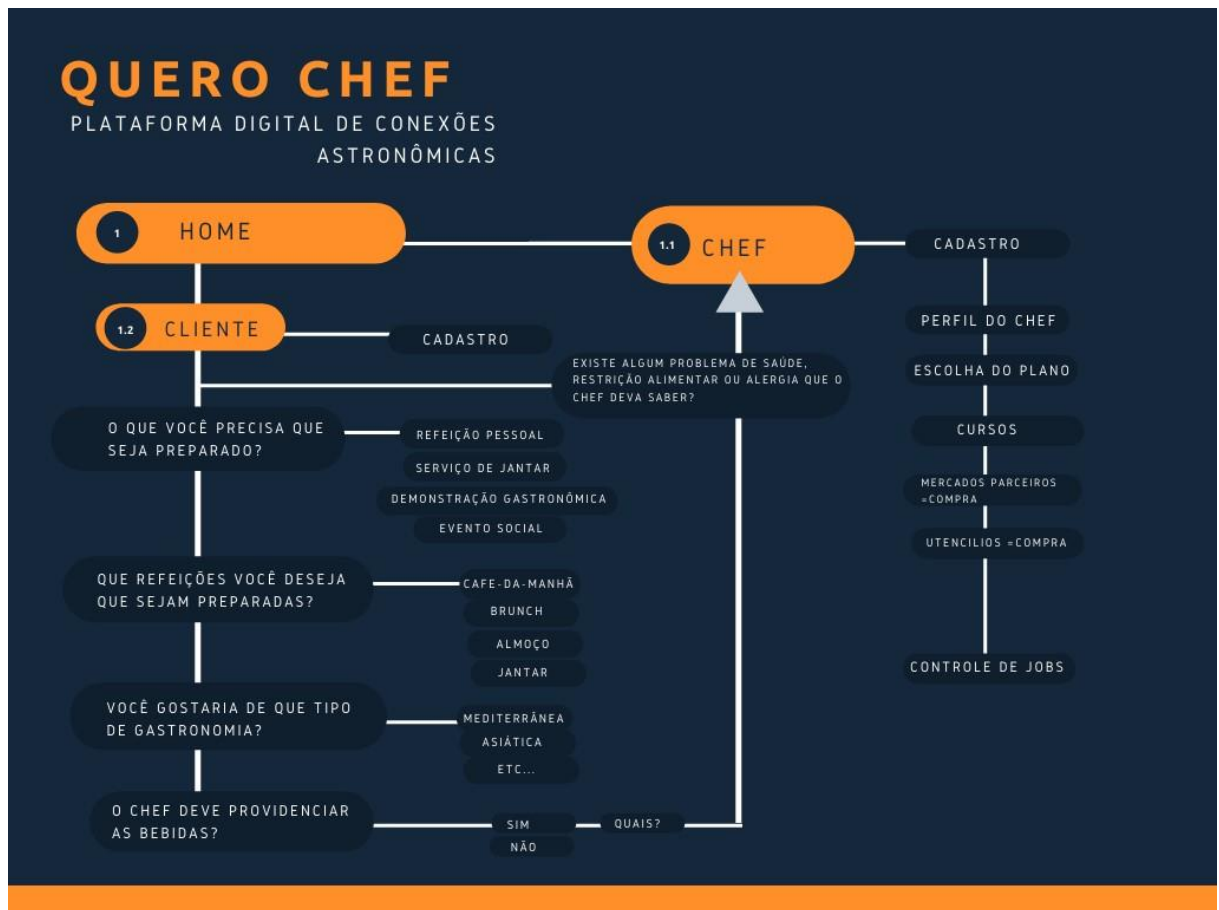 QUERO CHEF
PLATAFORMA DIGITAL DE CONEXÕES
ASTRONÔMICAS
1
HOME
1.1
CHEF
CADASTRO
1.2
CLIENTE
CADASTRO
PERFIL DO CHEF
ESCOLHA DO PLANO
CURSOS
MERCADOS PARCEIROS
=COMPRA
UTENCILIOS =COMPRA
CONTROLE DE JOBS
EXISTE ALGUM PROBLEMA DE SAÚDE,
RESTRIÇÃO ALIMENTAR OU ALERGIA QUE O
CHEF DEVA SABER?
O QUE VOCÊ PRECISA QUE
SEJA PREPARADO?
REFEIÇÃO PESSOAL
SERVIÇO DE JANTAR
DEMONSTRAÇÃO GASTRONÔMICA
EVENTO SOCIAL
QUE REFEIÇÕES VOCÊ DESEJA
QUE SEJAM PREPARADAS?
CAFE-DA-MANHÃ
BRUNCH
ALMOÇO
JANTAR
VOCÊ GOSTARIA DE QUE TIPO
DE GASTRONOMIA?
MEDITERRÂNEA
ASIÁTICA
ETC...
O CHEF DEVE PROVIDENCIAR
AS BEBIDAS?
SIM
NÃO
QUAIS?